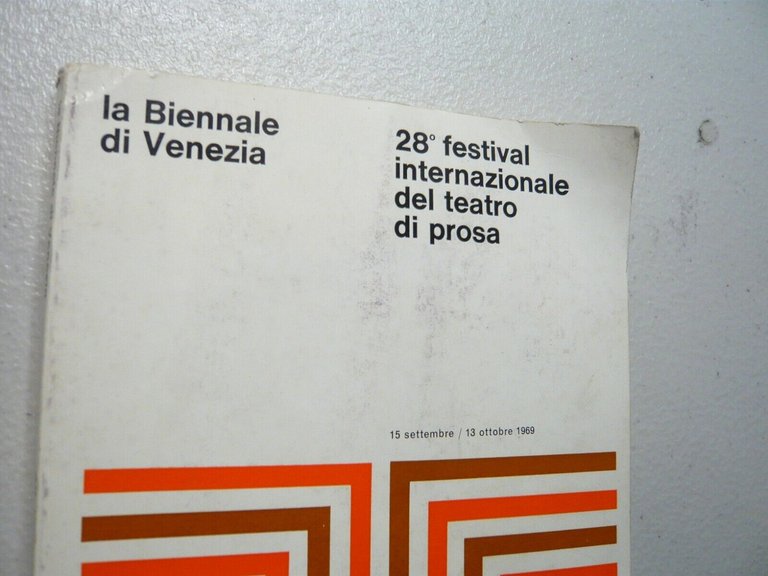 la Biennale
di Venezia
28° festival
internazionale
del teatro
di prosa
15 settembre / 13 ottobre 1969